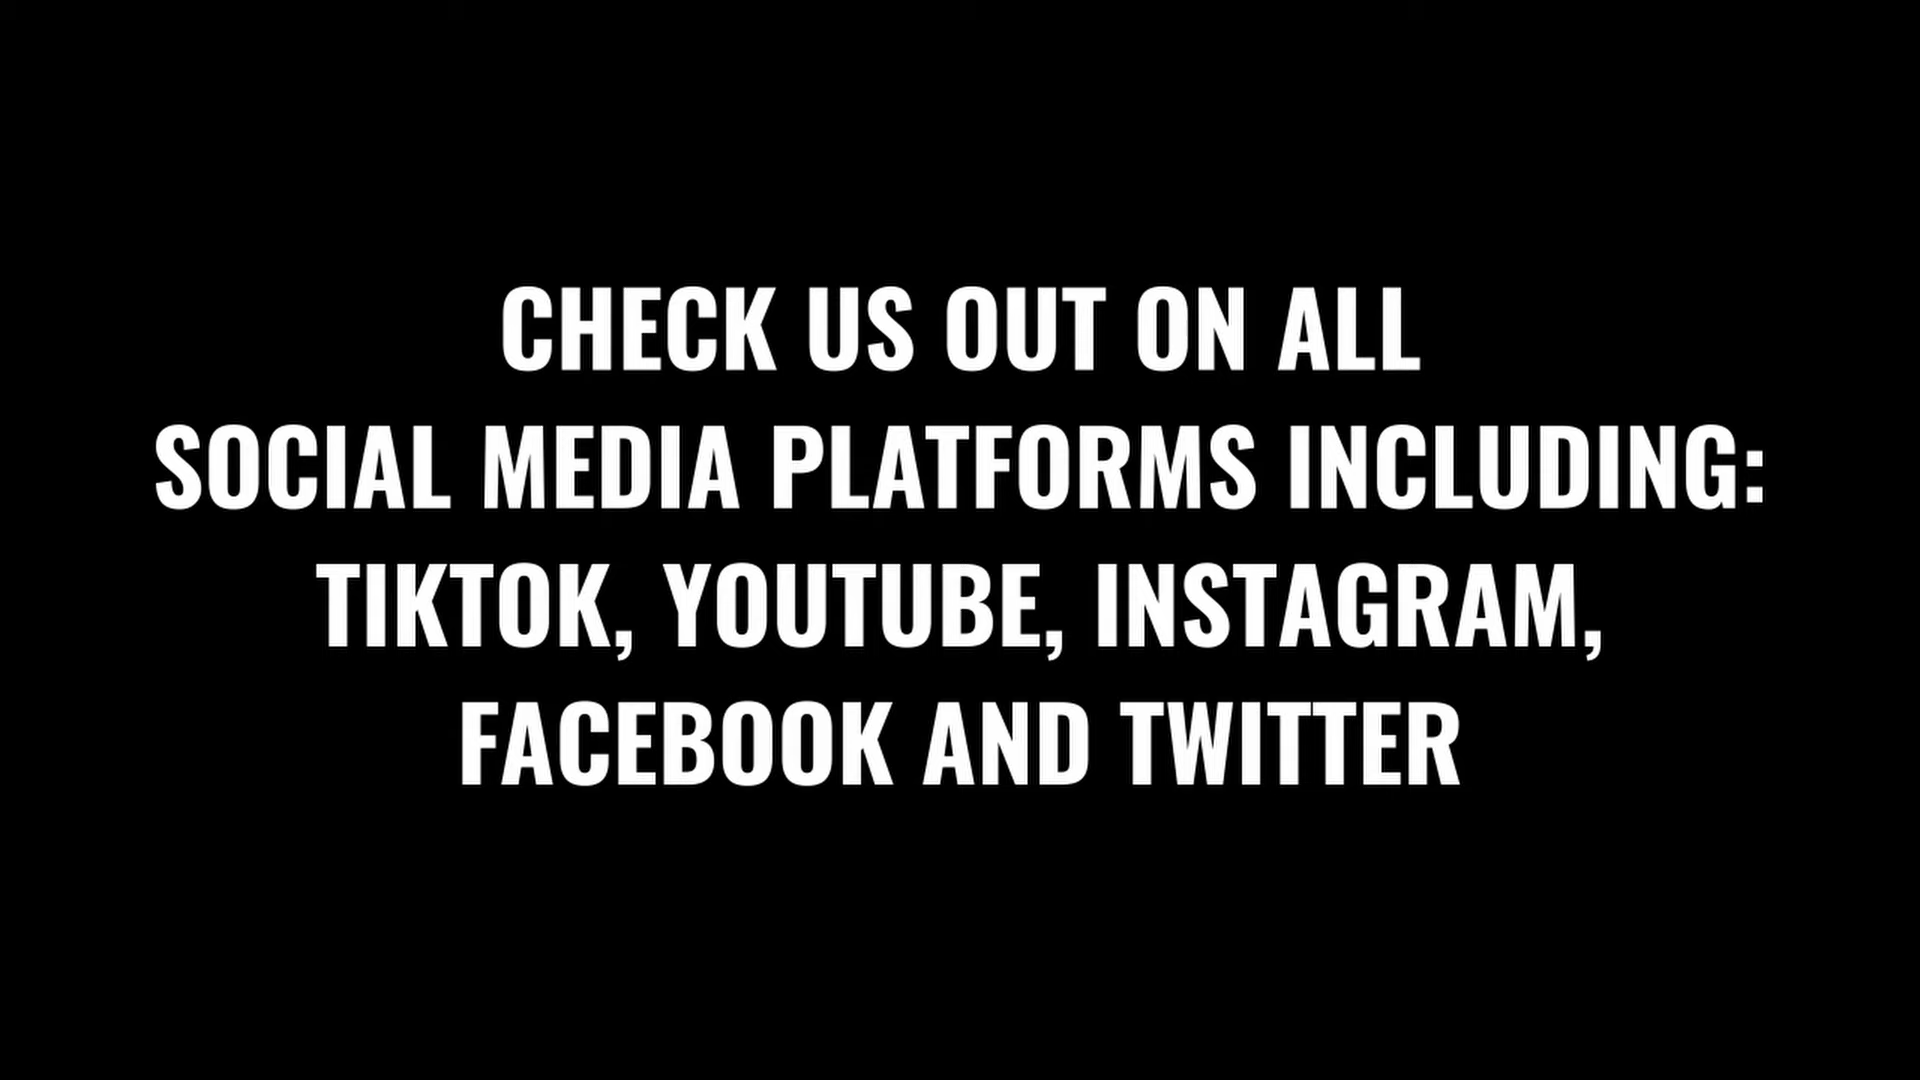 CHECK US OUT ON ALL
SOCIAL MEDIA PLATFORMS INCLUDING:
TIKTOK, YOUTUBE, INSTAGRAM,
FACEBOOK AND TWITTER